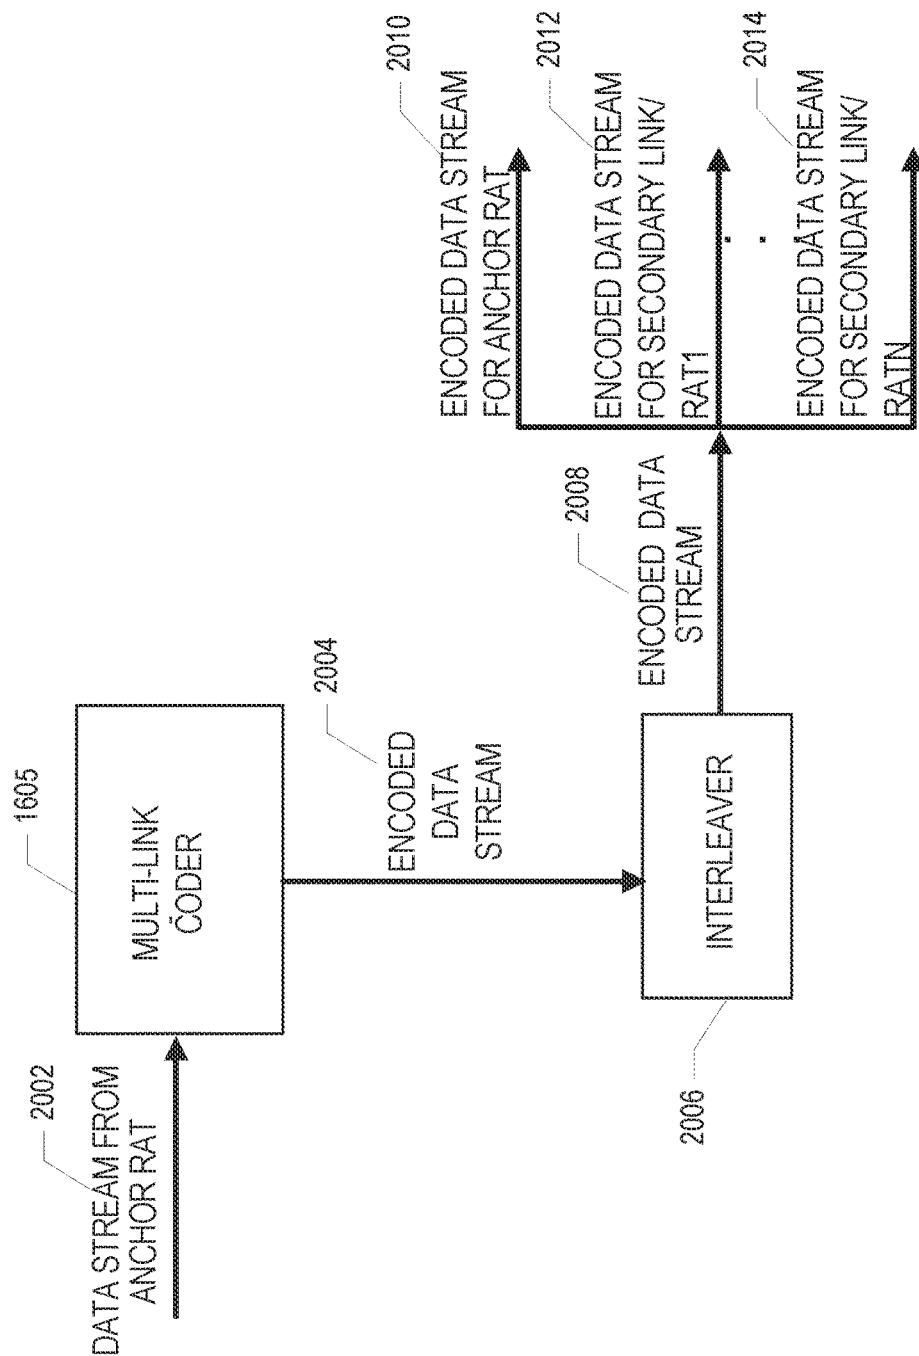 2002
DATA STREAM FROM
ANCHOR RAT
1605
MULTI-LINK
CODER
2004
ENCODED
DATA
STREAM
2006
INTERLEAVER
2008
ENCODED DATA
STREAM
2010
ENCODED DATA STREAM
FOR ANCHOR RAT
2012
ENCODED DATA STREAM
FOR SECONDARY LINK/
RAT1
. . .
2014
ENCODED DATA STREAM
FOR SECONDARY LINK/
RATN